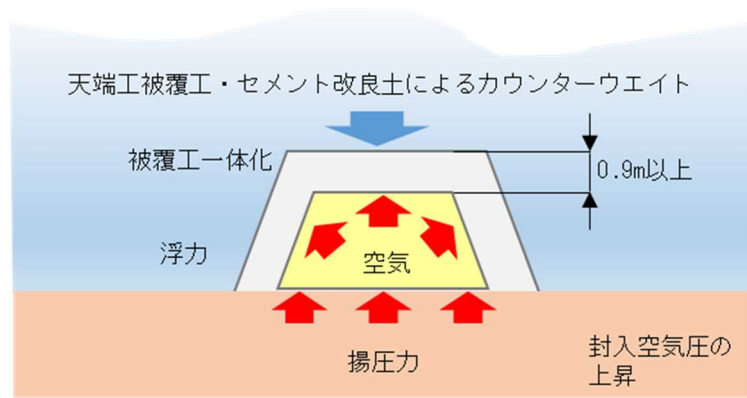 天端工被覆工・セメント改良土によるカウンターウエイト
被覆工一体化
0.9m以上
浮力
空気
揚圧力
封入空気圧の
上昇